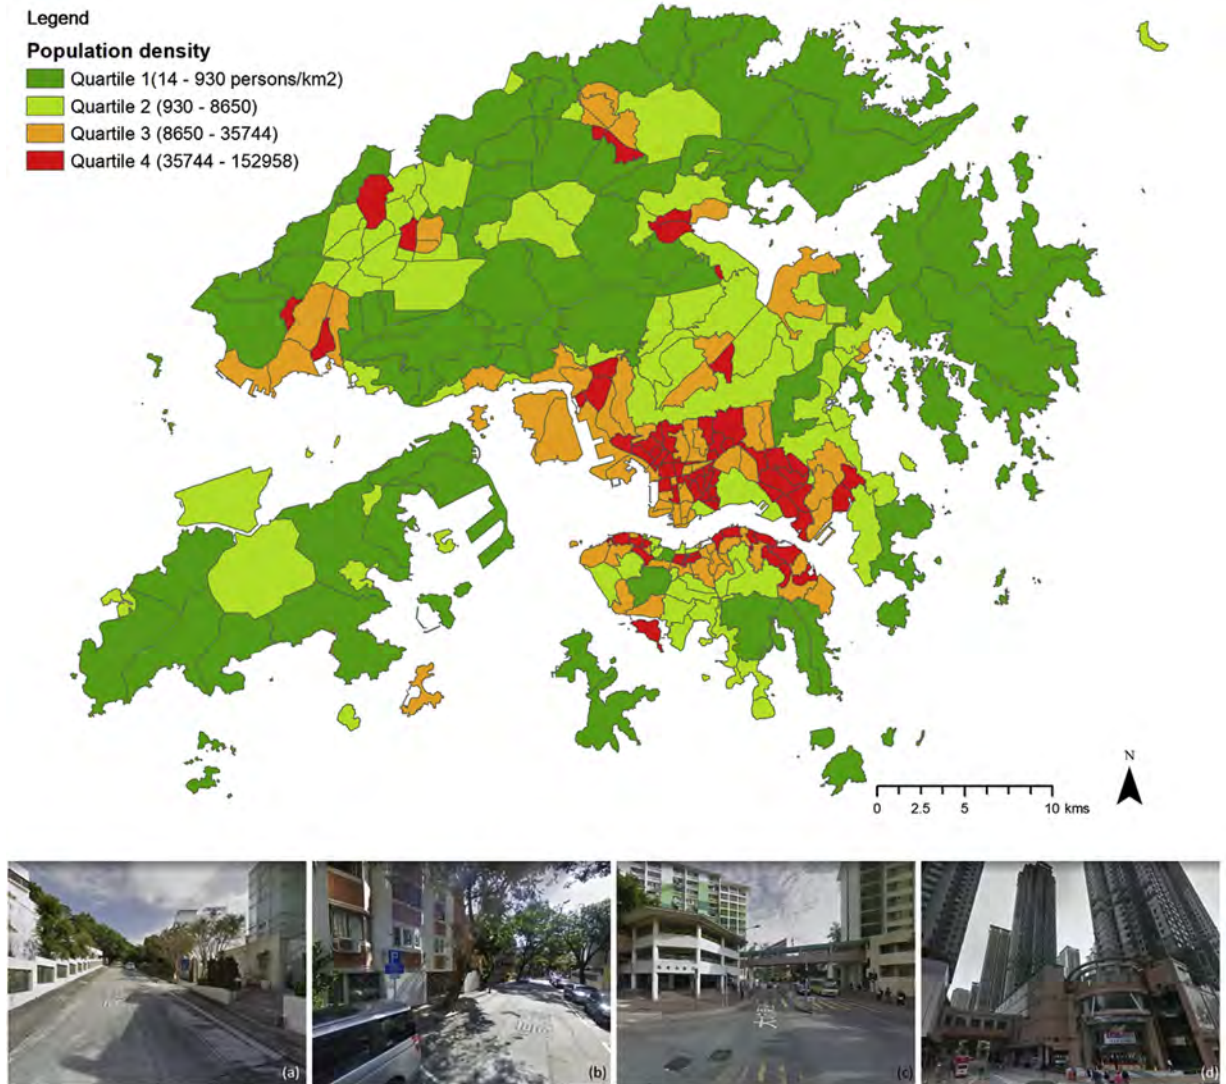 Legend
Population density
Quartile 1(14 - 930 persons/km2)
Quartile 2 (930 - 8650)
Quartile 3 (8650 - 35744)
Quartile 4 (35744 - 152958)
N
0 2.5 5 10 kms
(a)
P
(b)
(c)
(d)